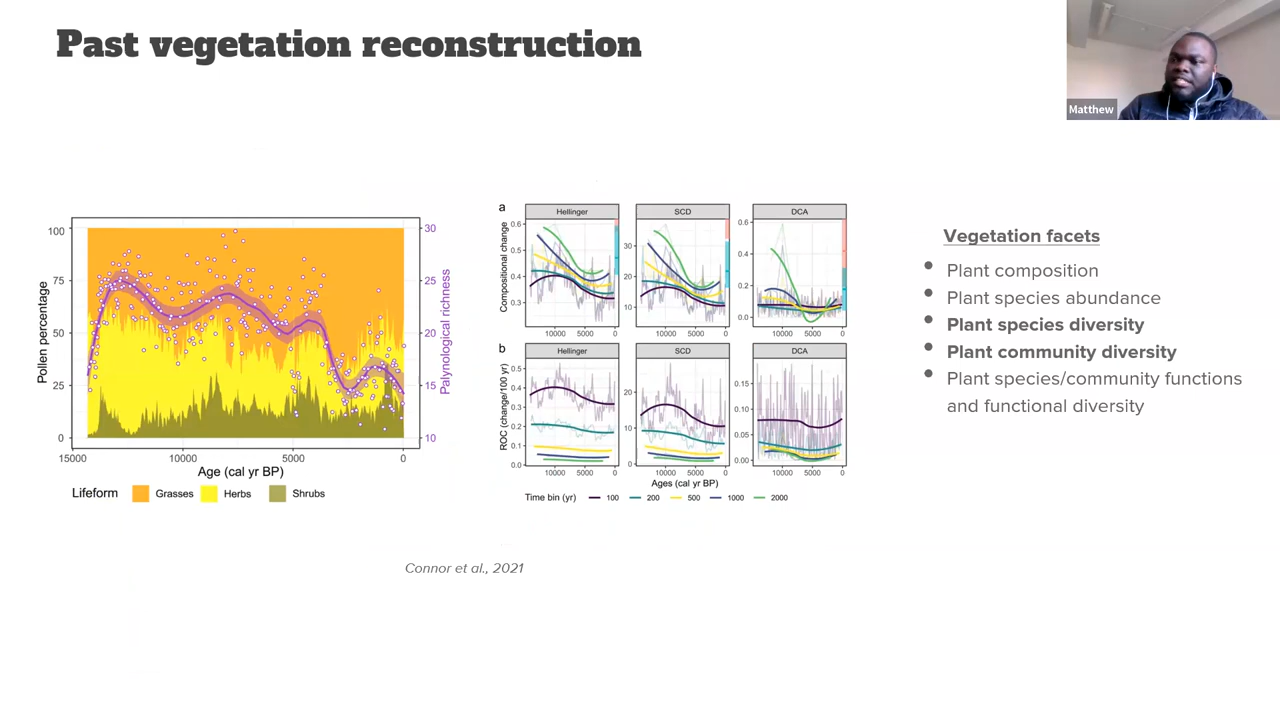 Past vegetation reconstruction
Matthew
100
75
50
25
0
Pollen percentage
30
25
20
15
10
Palynological richness
15000
10000
5000
0
Age (cal yr BP)
Lifeform
Grasses
Herbs
Shrubs
a
Hellinger
SCD
DCA
Compositional change
0.6
0.5
0.4
0.3
30
20
10
0.6
0.4
0.2
0.0
10000
5000
0
10000
5000
0
10000
5000
0
b
Hellinger
SCD
DCA
ROC (change/100 yr)
0.5
0.4
0.3
0.2
0.1
0.0
20
10
0
0.15
0.10
0.05
0.00
10000
5000
0
10000
5000
0
10000
5000
0
Ages (cal yr BP)
Time bin (yr)
100
200
500
1000
2000
Vegetation facets
• Plant composition
• Plant species abundance
• Plant species diversity
• Plant community diversity
• Plant species/community functions
and functional diversity
Connor et al., 2021